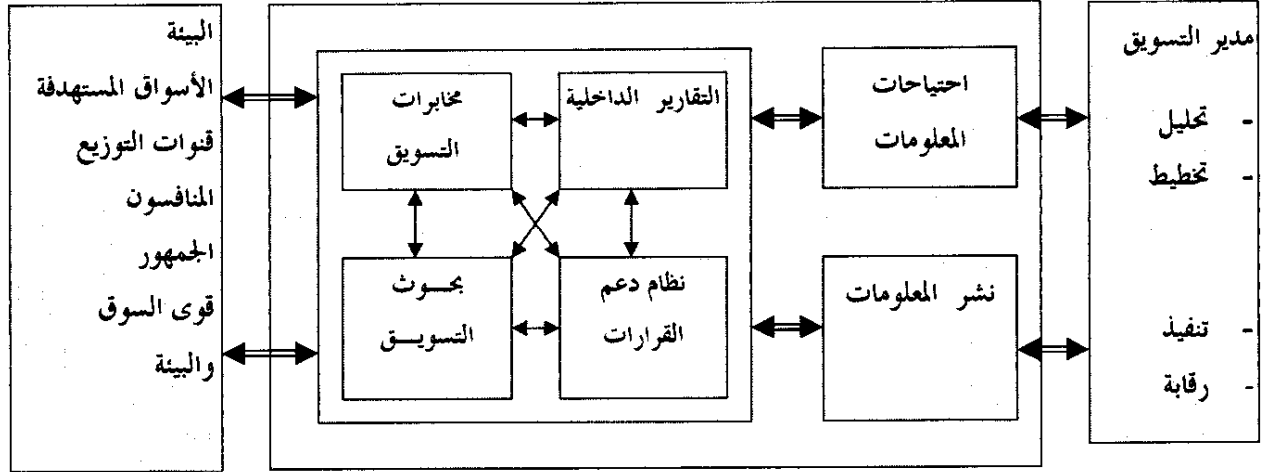 مدير التسويق
- تحليل
- تخطيط
- تنفيذ
- رقابة
احتياحات
المعلومات
نشر المعلومات
التقارير الداخلية
مخابرات
التسويق
نظام دعم
القرارات
بحوث
التسويق
البيئة
الأسواق المستهدفة
قنوات التوزيع
المنافسون
الجمهور
قوى السوق
والبيئة